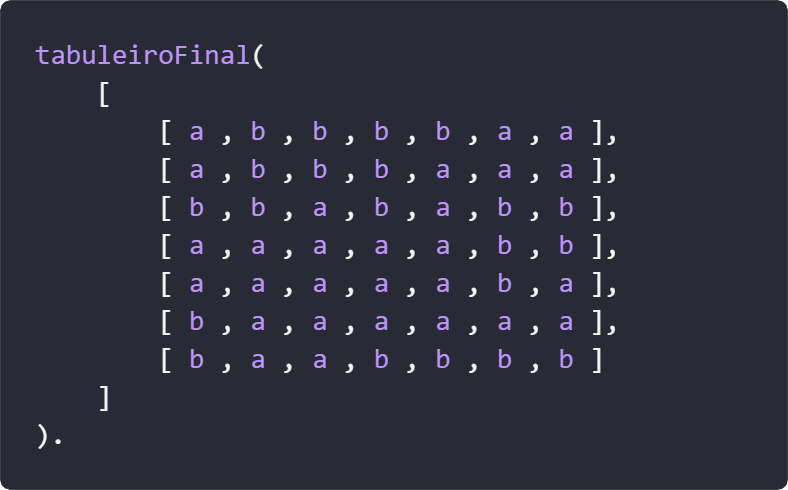 tabuleiroFinal(
    [
        [ a , b , b , b , b , a , a ],
        [ a , b , b , b , a , a , a ],
        [ b , b , a , b , a , b , b ],
        [ a , a , a , a , a , b , b ],
        [ a , a , a , a , a , b , a ],
        [ b , a , a , a , a , a , a ],
        [ b , a , a , b , b , b , b ]
    ]
).